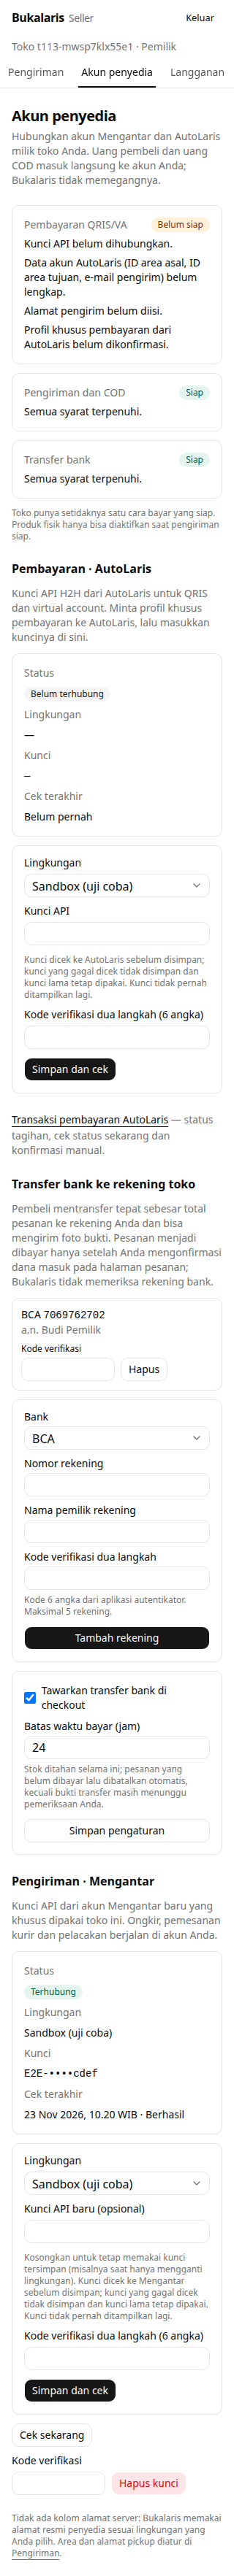 Bukalaris Seller
Keluar
Toko t113-mwsp7klx55e1 · Pemilik
Pengiriman
Akun penyedia
Langganan
Akun penyedia
Hubungkan akun Mengantar dan AutoLaris
milik toko Anda. Uang pembeli dan uang
COD masuk langsung ke akun Anda;
Bukalaris tidak memegangnya.
Pembayaran QRIS/VA
Belum siap
Kunci API belum dihubungkan.
Data akun AutoLaris (ID area asal, ID
area tujuan, e-mail pengirim) belum
lengkap.
Alamat pengirim belum diisi.
Profil khusus pembayaran dari
AutoLaris belum dikonfirmasi.
Pengiriman dan COD
Siap
Semua syarat terpenuhi.
Transfer bank
Siap
Semua syarat terpenuhi.
Toko punya setidaknya satu cara bayar yang siap.
Produk fisik hanya bisa diaktifkan saat pengiriman
siap.
Pembayaran · AutoLaris
Kunci API H2H dari AutoLaris untuk QRIS
dan virtual account. Minta profil khusus
pembayaran ke AutoLaris, lalu masukkan
kuncinya di sini.
Status
Belum terhubung
Lingkungan
—
Kunci
—
Cek terakhir
Belum pernah
Lingkungan
Sandbox (uji coba)
Kunci API
Kunci dicek ke AutoLaris sebelum disimpan;
kunci yang gagal dicek tidak disimpan dan
kunci lama tetap dipakai. Kunci tidak pernah
ditampilkan lagi.
Kode verifikasi dua langkah (6 angka)
Simpan dan cek
Transaksi pembayaran AutoLaris — status
tagihan, cek status sekarang dan
konfirmasi manual.
Transfer bank ke rekening toko
Pembeli mentransfer tepat sebesar total
pesanan ke rekening Anda dan bisa
mengirim foto bukti. Pesanan menjadi
dibayar hanya setelah Anda mengonfirmasi
dana masuk pada halaman pesanan;
Bukalaris tidak memeriksa rekening bank.
BCA 7069762702
a.n. Budi Pemilik
Kode verifikasi
Hapus
Bank
BCA
Nomor rekening
Nama pemilik rekening
Kode verifikasi dua langkah
Kode 6 angka dari aplikasi autentikator.
Maksimal 5 rekening.
Tambah rekening
Tawarkan transfer bank di
checkout
Batas waktu bayar (jam)
24
Stok ditahan selama ini; pesanan yang
belum dibayar lalu dibatalkan otomatis,
kecuali bukti transfer masih menunggu
pemeriksaan Anda.
Simpan pengaturan
Pengiriman · Mengantar
Kunci API dari akun Mengantar baru yang
khusus dipakai toko ini. Ongkir, pemesanan
kurir dan pelacakan berjalan di akun Anda.
Status
Terhubung
Lingkungan
Sandbox (uji coba)
Kunci
E2E-••••cdef
Cek terakhir
23 Nov 2026, 10.20 WIB · Berhasil
Lingkungan
Sandbox (uji coba)
Kunci API baru (opsional)
Kosongkan untuk tetap memakai kunci
tersimpan (misalnya saat hanya mengganti
lingkungan). Kunci dicek ke Mengantar
sebelum disimpan; kunci yang gagal dicek
tidak disimpan dan kunci lama tetap dipakai.
Kunci tidak pernah ditampilkan lagi.
Kode verifikasi dua langkah (6 angka)
Simpan dan cek
Cek sekarang
Kode verifikasi
Hapus kunci
Tidak ada kolom alamat server: Bukalaris memakai
alamat resmi penyedia sesuai lingkungan yang
Anda pilih. Area dan alamat pickup diatur di
Pengiriman.